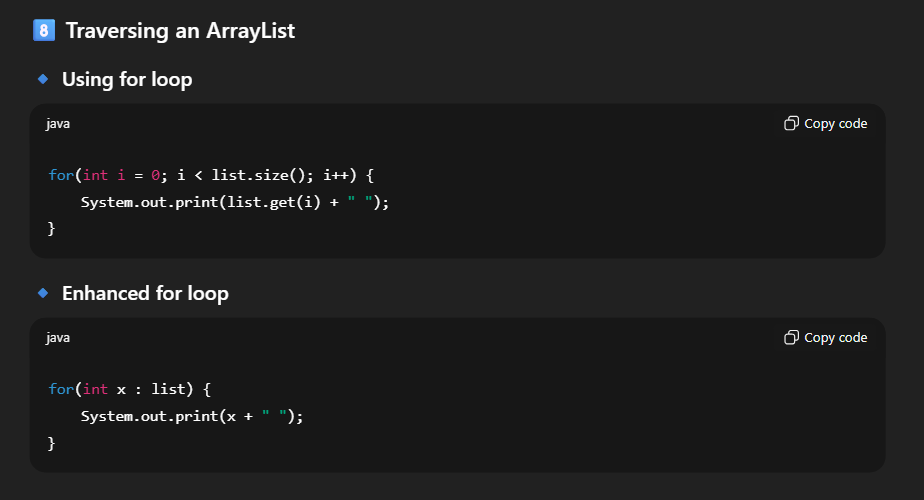 8 Traversing an ArrayList
Using for loop
java
Copy code
for(int i = 0; i < list.size(); i++) {
    System.out.print(list.get(i) + " ");
}
Enhanced for loop
java
Copy code
for(int x : list) {
    System.out.print(x + " ");
}